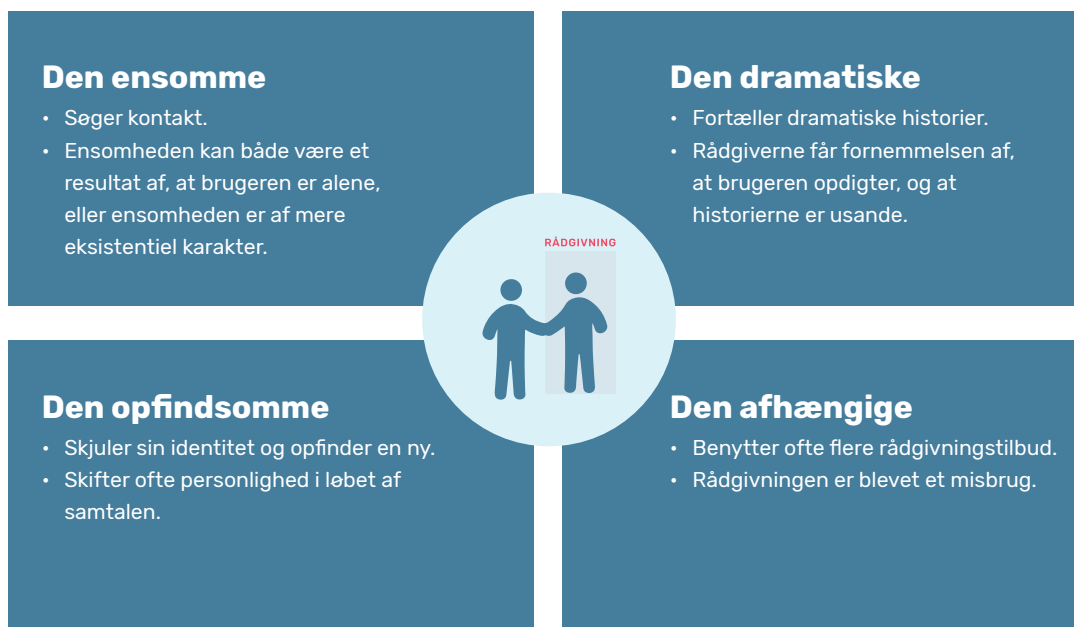 Den ensomme
• Søger kontakt.
• Ensomheden kan både være et
resultat af, at brugeren er alene,
eller ensomheden er af mere
eksistentiel karakter.
Den dramatiske
• Fortæller dramatiske historier.
• Rådgiverne får fornemmelsen af,
at brugeren opdigter, og at
historierne er usande.
RÅDGIVNING
Den opfindsomme
• Skjuler sin identitet og opfinder en ny.
• Skifter ofte personlighed i løbet af
samtalen.
Den afhængige
• Benytter ofte flere rådgivningstilbud.
• Rådgivningen er blevet et misbrug.